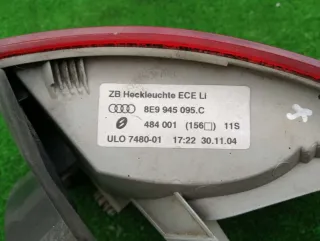 ZB Heckleuchte ECE Li
8E9 945 095.C
484 001 (156□) 11S
ULO 7480-01 17:22 30.11.04